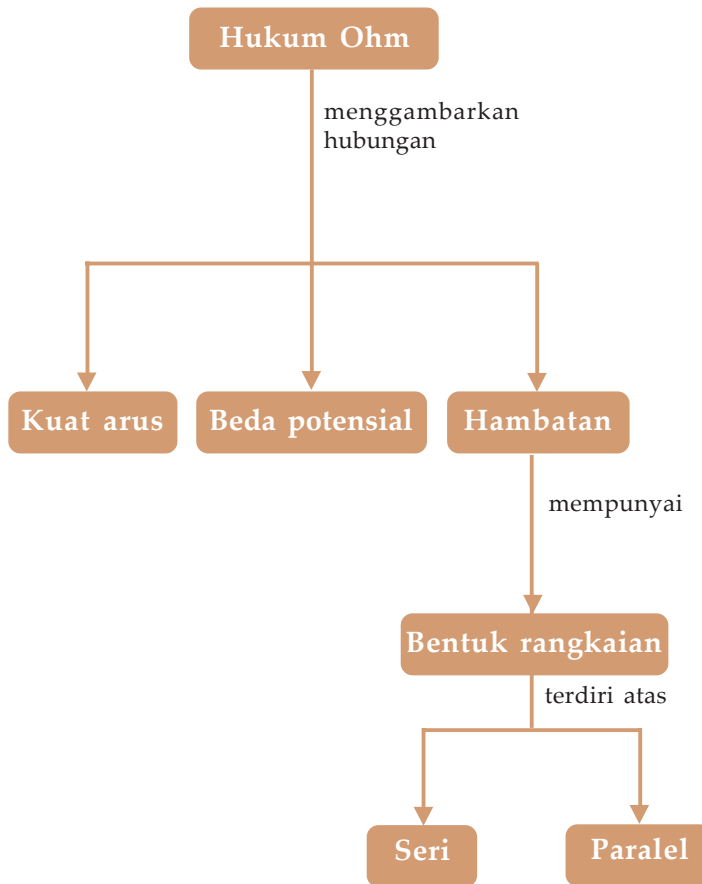 Hukum Ohm
menggambarkan
hubungan
Kuat arus
Beda potensial
Hambatan
mempunyai
Bentuk rangkaian
terdiri atas
Seri
Paralel